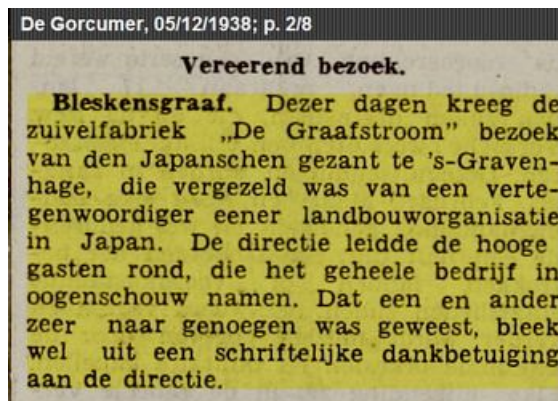 De Gorcumer, 05/12/1938; p. 2/8
Vereerend bezoek.
Bleskensgraaf. Dezer dagen kreeg de
zuivelfabriek „De Graafstroom" bezoek
van den Japanschen gezant te 's-Graven-
hage, die vergezeld was van een verte-
genwoordiger eener landbouworganisatie
in Japan. De directie leidde de hooge
gasten rond, die het geheele bedrijf in
oogenschouw namen. Dat een en ander
zeer naar genoegen was geweest, bleek
wel uit een schriftelijke dankbetuiging
aan de directie.